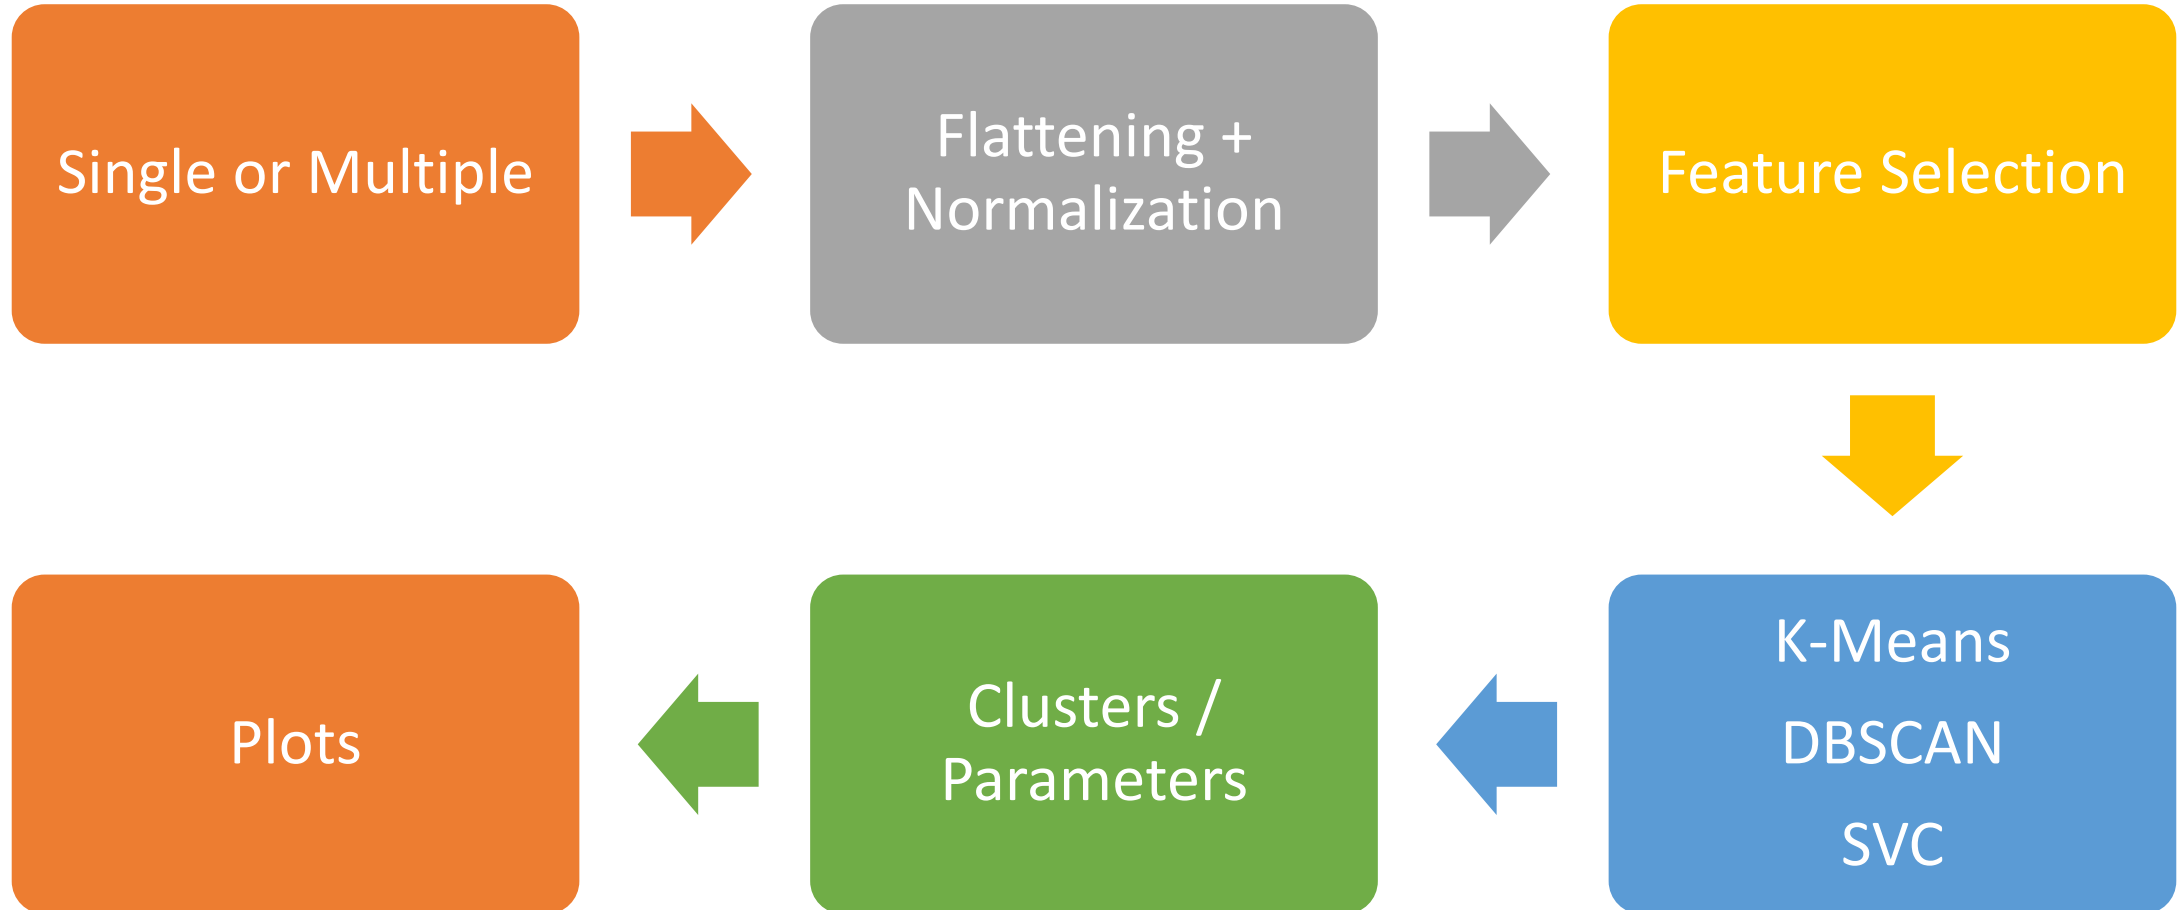 Single or Multiple
Flattening +
Normalization
Feature Selection
K-Means
DBSCAN
SVC
Clusters /
Parameters
Plots